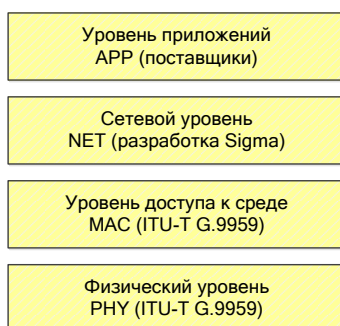 Уровень приложений
APP (поставщики)
Сетевой уровень
NET (разработка Sigma)
Уровень доступа к среде
MAC (ITU-T G.9959)
Физический уровень
PHY (ITU-T G.9959)